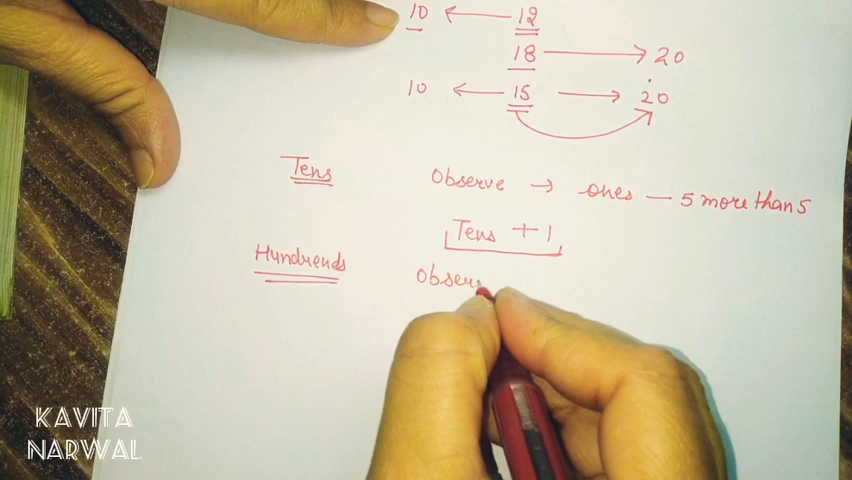 10 ← 12
18 → 20
10 ← 15 → 20
Tens Observe → ones — 5 more than 5
Tens + 1
Hundrends Obser
KAVITA
NARWAL